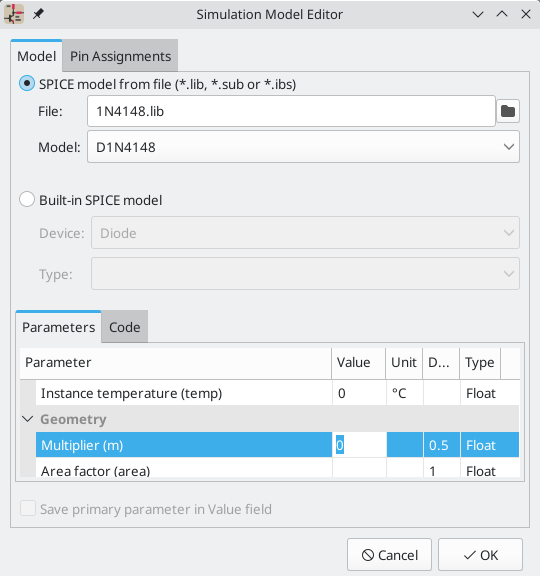 Simulation Model Editor
Model Pin Assignments
SPICE model from file (*.lib, *.sub or *.ibs)
File: 1N4148.lib
Model: D1N4148
Built-in SPICE model
Device: Diode
Type:
Parameters Code
Parameter Value Unit D... Type
Instance temperature (temp) 0 °C Float
Geometry
Multiplier (m) 0 0.5 Float
Area factor (area) 1 Float
Save primary parameter in Value field
Cancel OK